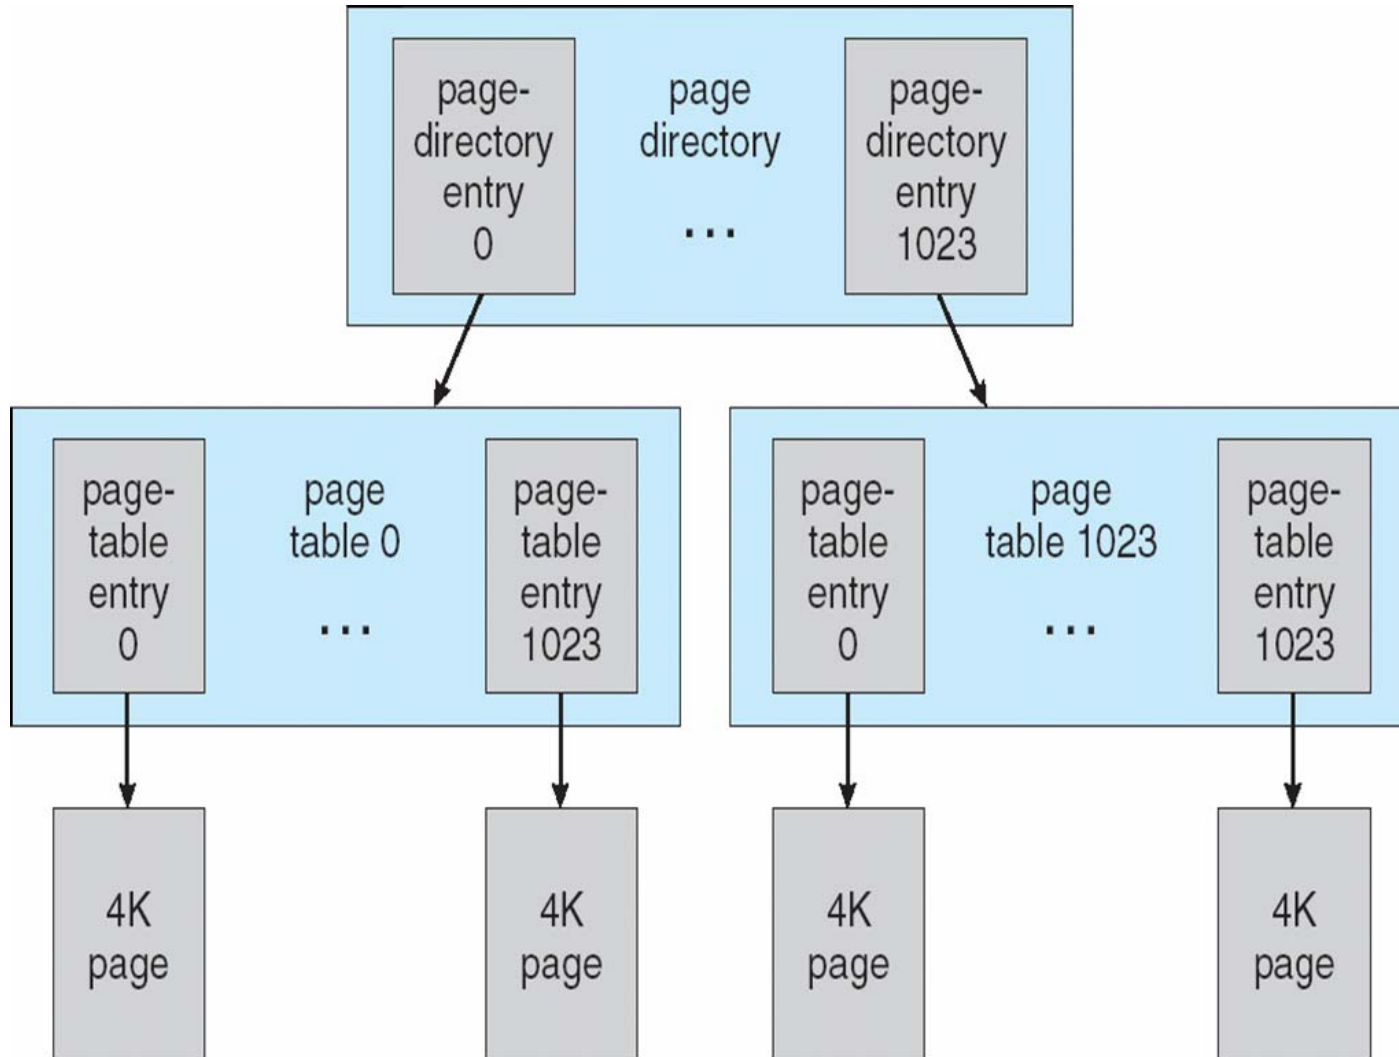 page-
directory
entry
0
page
directory
...
page-
directory
entry
1023
page-
table
entry
0
page
table 0
...
page-
table
entry
1023
page-
table
entry
0
page
table 1023
...
page-
table
entry
1023
4K
page
4K
page
4K
page
4K
page